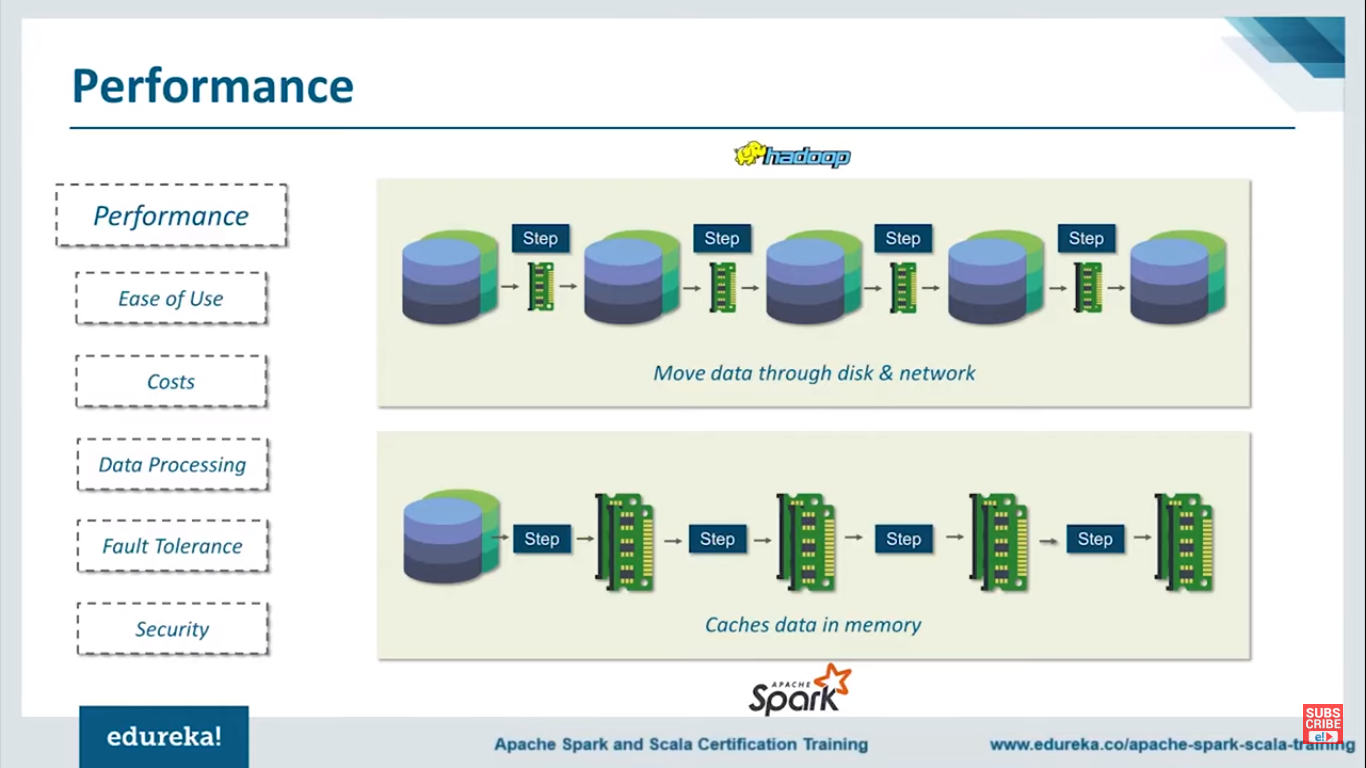 Performance
hadoop
Performance
Ease of Use
Costs
Data Processing
Fault Tolerance
Security
Step
Step
Step
Step
Move data through disk & network
Step
Step
Step
Step
Caches data in memory
APACHE
Spark
edureka!
Apache Spark and Scala Certification Training
www.edureka.co/apache-spark-scala-training
SUBS
CRIBE
e!